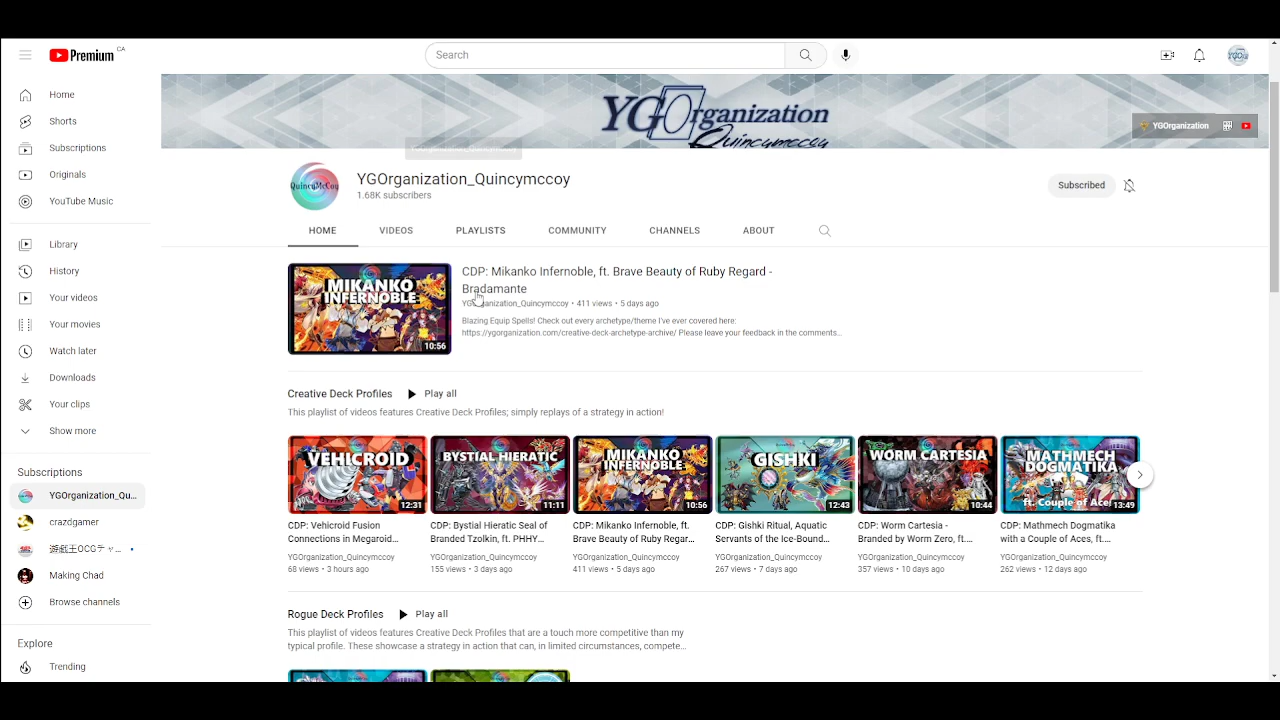 Premium CA
Search
YGOrganization
Quincymccoy
YGOrganization
Home
Shorts
Subscriptions
Originals
YouTube Music
Library
History
Your videos
Your movies
Watch later
Downloads
Your clips
Show more
Subscriptions
YGOrganization_Qu...
crazdgamer
遊戯王OCGチャ...
Making Chad
Browse channels
Explore
Trending
YGOrganization_Quincymccoy
QuincyMcCoy
YGOrganization_Quincymccoy
1.68K subscribers
Subscribed
HOME VIDEOS PLAYLISTS COMMUNITY CHANNELS ABOUT
MIKANKO
INFERNOBLE
10:56
CDP: Mikanko Infernoble, ft. Brave Beauty of Ruby Regard -
Bradamante
YGOrganization_Quincymccoy • 411 views • 5 days ago
Blazing Equip Spells! Check out every archetype/theme I've ever covered here:
https://ygorganization.com/creative-deck-archetype-archive/ Please leave your feedback in the comments...
Creative Deck Profiles Play all
This playlist of videos features Creative Deck Profiles; simply replays of a strategy in action!
VEHICROID
12:31
CDP: Vehicroid Fusion
Connections in Megaroid...
YGOrganization_Quincymccoy
68 views • 3 hours ago
BYSTIAL HIERATIC
11:11
CDP: Bystial Hieratic Seal of
Branded Tzolkin, ft. PHHY...
YGOrganization_Quincymccoy
155 views • 3 days ago
MIKANKO
INFERNOBLE
10:56
CDP: Mikanko Infernoble, ft.
Brave Beauty of Ruby Regar...
YGOrganization_Quincymccoy
411 views • 5 days ago
GISHKI
12:43
CDP: Gishki Ritual, Aquatic
Servants of the Ice-Bound...
YGOrganization_Quincymccoy
267 views • 7 days ago
WORM CARTESIA
10:44
CDP: Worm Cartesia -
Branded by Worm Zero, ft....
YGOrganization_Quincymccoy
357 views • 10 days ago
MATHMECH
DOGMATIKA
ft. Couple of Aces
13:49
CDP: Mathmech Dogmatika
with a Couple of Aces, ft....
YGOrganization_Quincymccoy
262 views • 12 days ago
Rogue Deck Profiles Play all
This playlist of videos features Creative Deck Profiles that are a touch more competitive than my
typical profile. These showcase a strategy in action that can, in limited circumstances, compete...